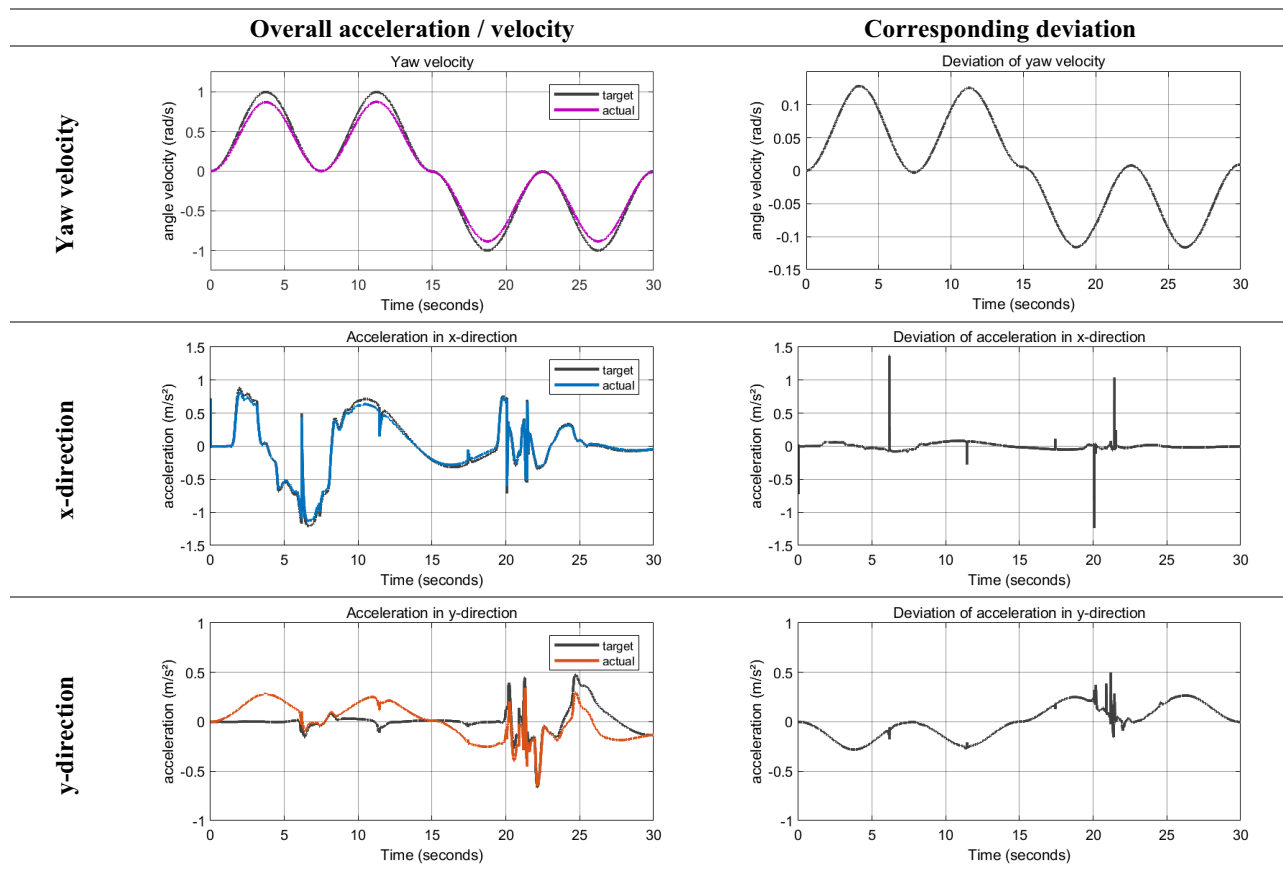 Overall acceleration / velocity
Corresponding deviation
Yaw velocity
Yaw velocity
target
actual
1
0.5
0
-0.5
-1
angle velocity (rad/s)
0 5 10 15 20 25 30
Time (seconds)
Deviation of yaw velocity
0.1
0.05
0
-0.05
-0.1
-0.15
angle velocity (rad/s)
0 5 10 15 20 25 30
Time (seconds)
x-direction
Acceleration in x-direction
target
actual
1.5
1
0.5
0
-0.5
-1
-1.5
acceleration (m/s²)
0 5 10 15 20 25 30
Time (seconds)
Deviation of acceleration in x-direction
1.5
1
0.5
0
-0.5
-1
-1.5
acceleration (m/s²)
0 5 10 15 20 25 30
Time (seconds)
y-direction
Acceleration in y-direction
target
actual
1
0.5
0
-0.5
-1
acceleration (m/s²)
0 5 10 15 20 25 30
Time (seconds)
Deviation of acceleration in y-direction
1
0.5
0
-0.5
-1
acceleration (m/s²)
0 5 10 15 20 25 30
Time (seconds)